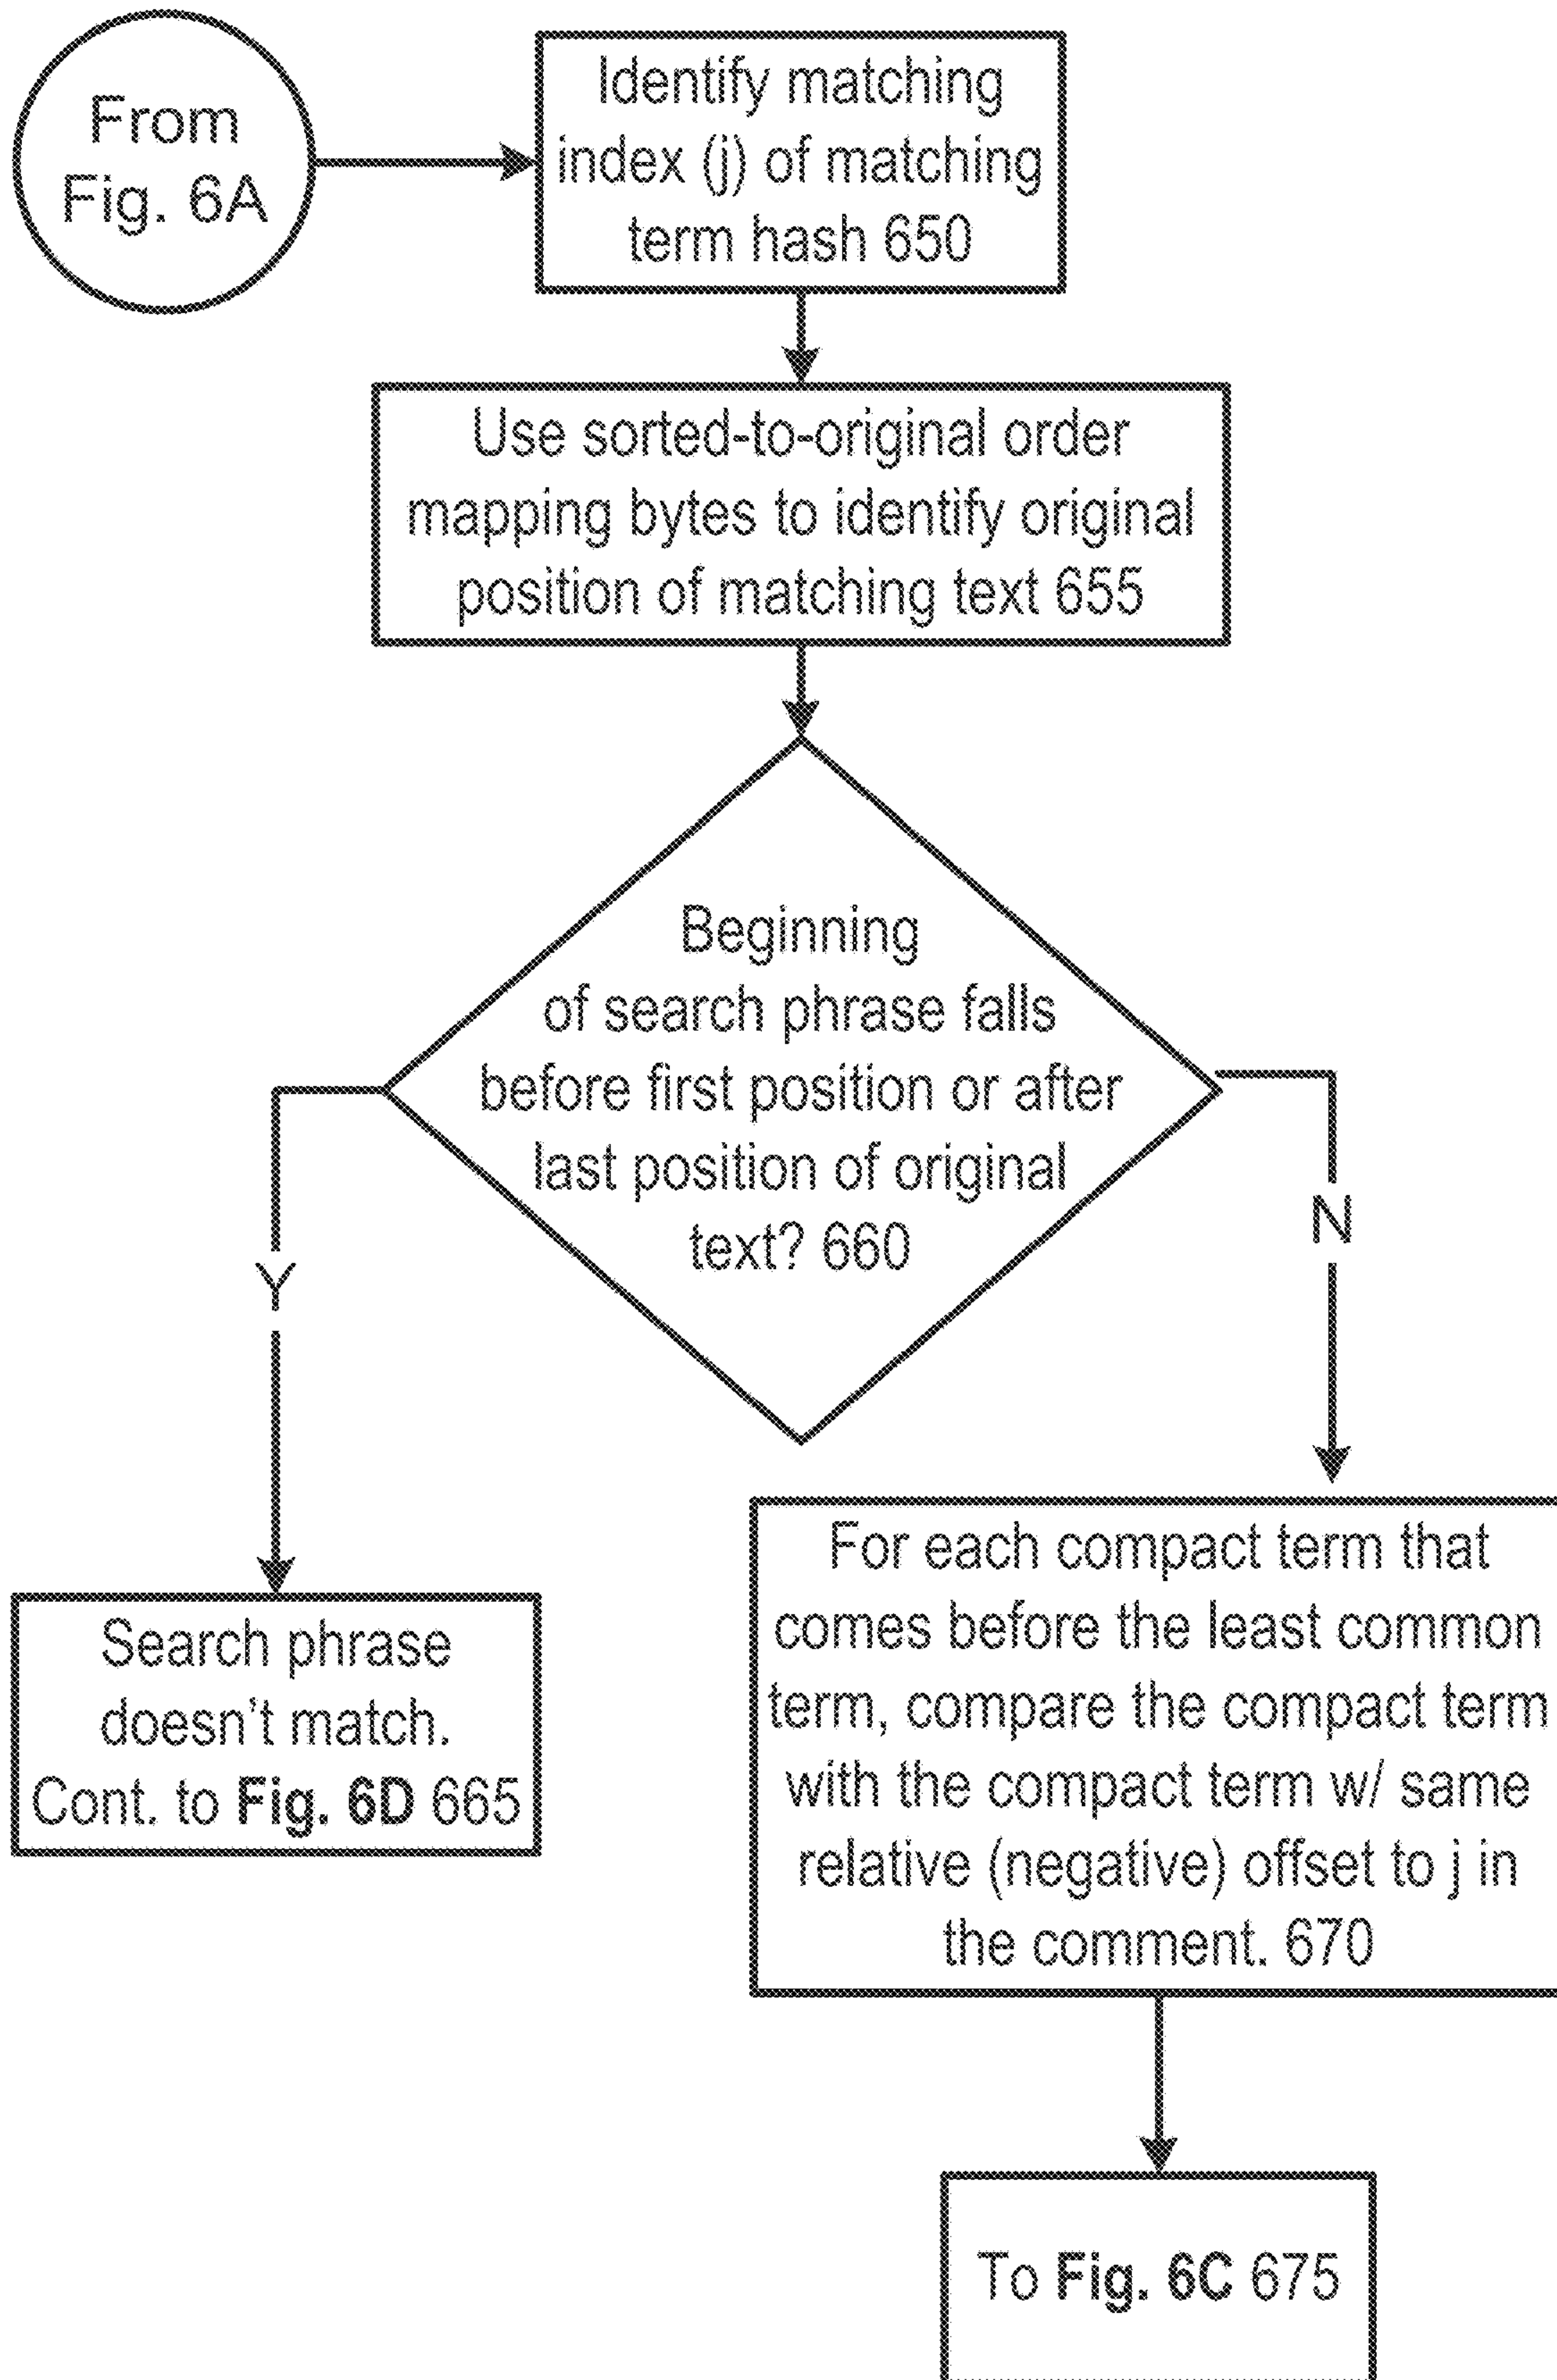 From
Fig. 6A
Identify matching
index (j) of matching
term hash 650
Use sorted-to-original order
mapping bytes to identify original
position of matching text 655
Beginning
of search phrase falls
before first position or after
last position of original
text? 660
Y
N
Search phrase
doesn't match.
Cont. to Fig. 6D 665
For each compact term that
comes before the least common
term, compare the compact term
with the compact term w/ same
relative (negative) offset to j in
the comment. 670
To Fig. 6C 675